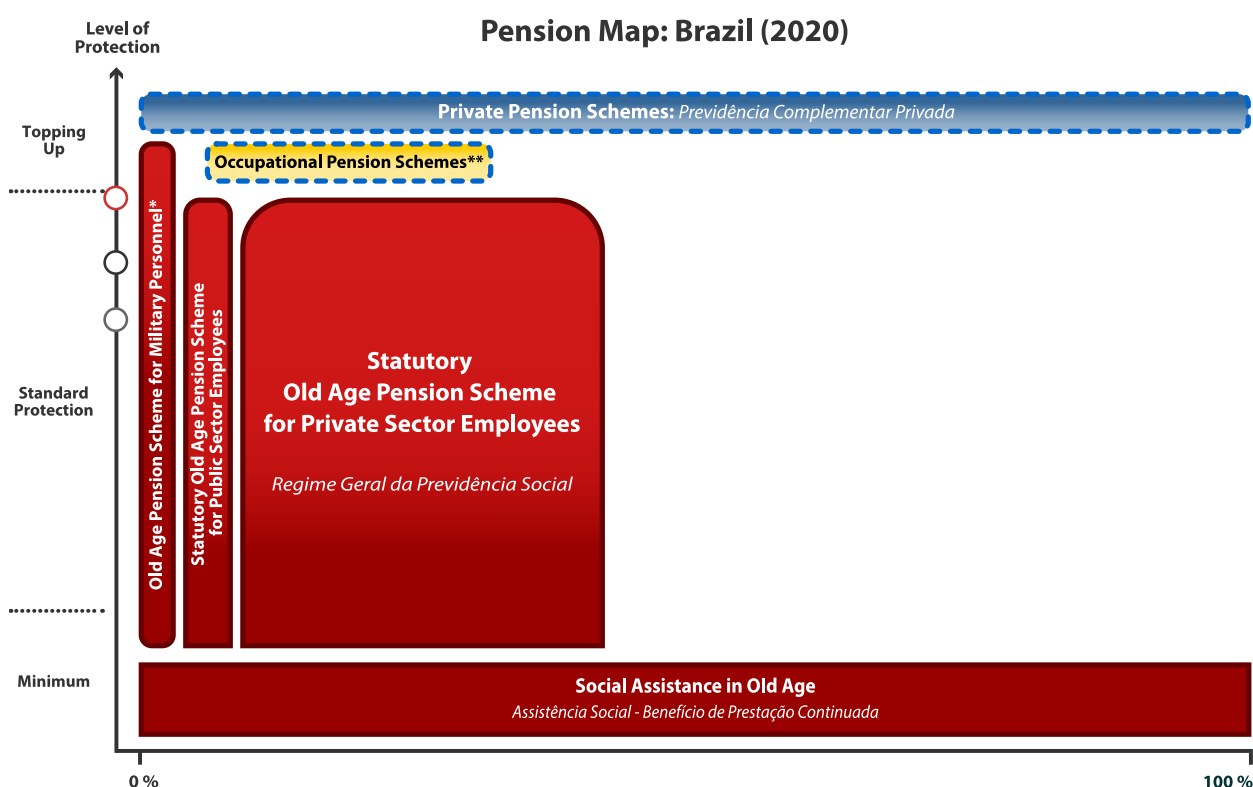 Pension Map: Brazil (2020)
Level of
Protection
Topping
Up
Standard
Protection
Minimum
Private Pension Schemes: Previdência Complementar Privada
Occupational Pension Schemes**
Old Age Pension Scheme for Military Personnel*
Statutory Old Age Pension Scheme
for Public Sector Employees
Statutory
Old Age Pension Scheme
for Private Sector Employees
Regime Geral da Previdência Social
Social Assistance in Old Age
Assistência Social - Benefício de Prestação Continuada
0 %
100 %